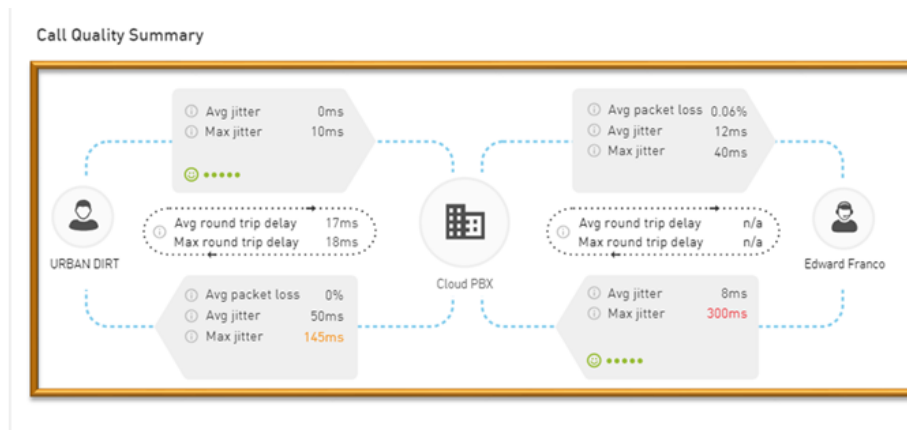 Call Quality Summary
Avg jitter 0ms
Max jitter 10ms
Avg packet loss 0.06%
Avg jitter 12ms
Max jitter 40ms
Avg round trip delay 17ms
Max round trip delay 18ms
Avg round trip delay n/a
Max round trip delay n/a
URBAN DIRT
Cloud PBX
Edward Franco
Avg packet loss 0%
Avg jitter 50ms
Max jitter 145ms
Avg jitter 8ms
Max jitter 300ms